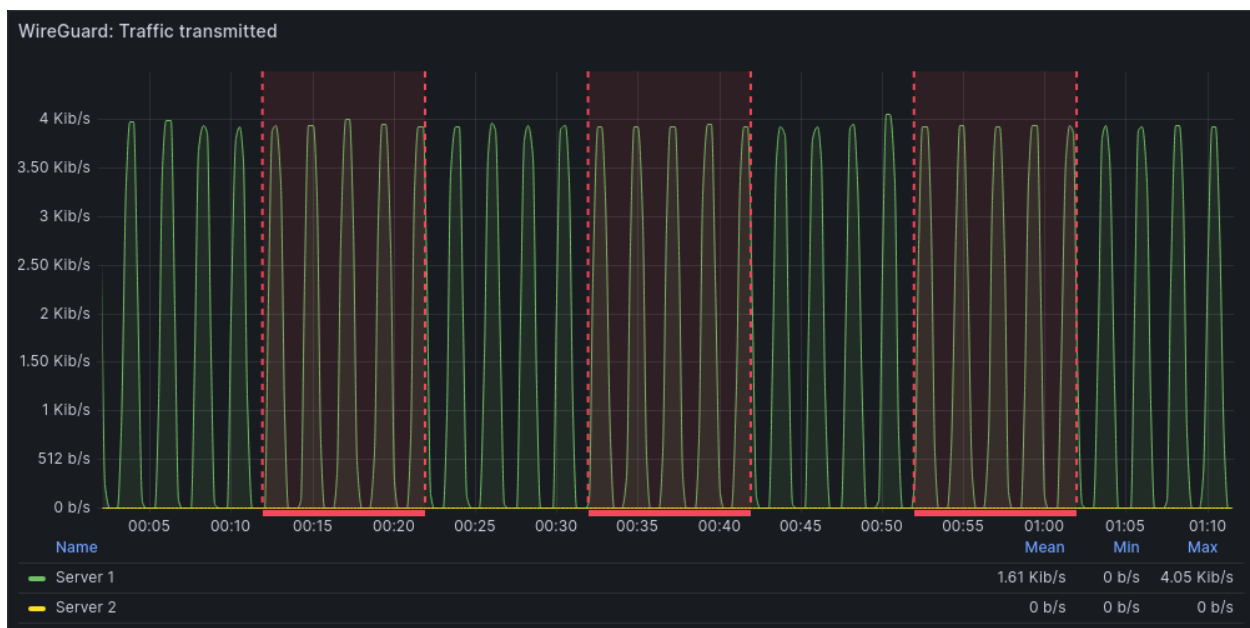 WireGuard: Traffic transmitted
4 Kib/s
3.50 Kib/s
3 Kib/s
2.50 Kib/s
2 Kib/s
1.50 Kib/s
1 Kib/s
512 b/s
0 b/s
00:05 00:10 00:15 00:20 00:25 00:30 00:35 00:40 00:45 00:50 00:55 01:00 01:05 01:10
Name Mean Min Max
Server 1 1.61 Kib/s 0 b/s 4.05 Kib/s
Server 2 0 b/s 0 b/s 0 b/s